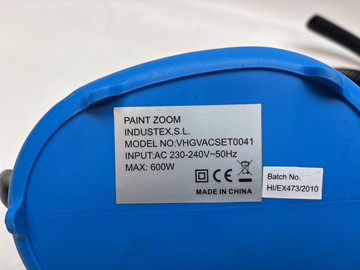 PAINT ZOOM
INDUSTEX,S.L.
MODEL NO:VHGVACSET0041
INPUT:AC 230-240V~50Hz
MAX: 600W
CE
MADE IN CHINA
Batch No.
HI/EX473/2010